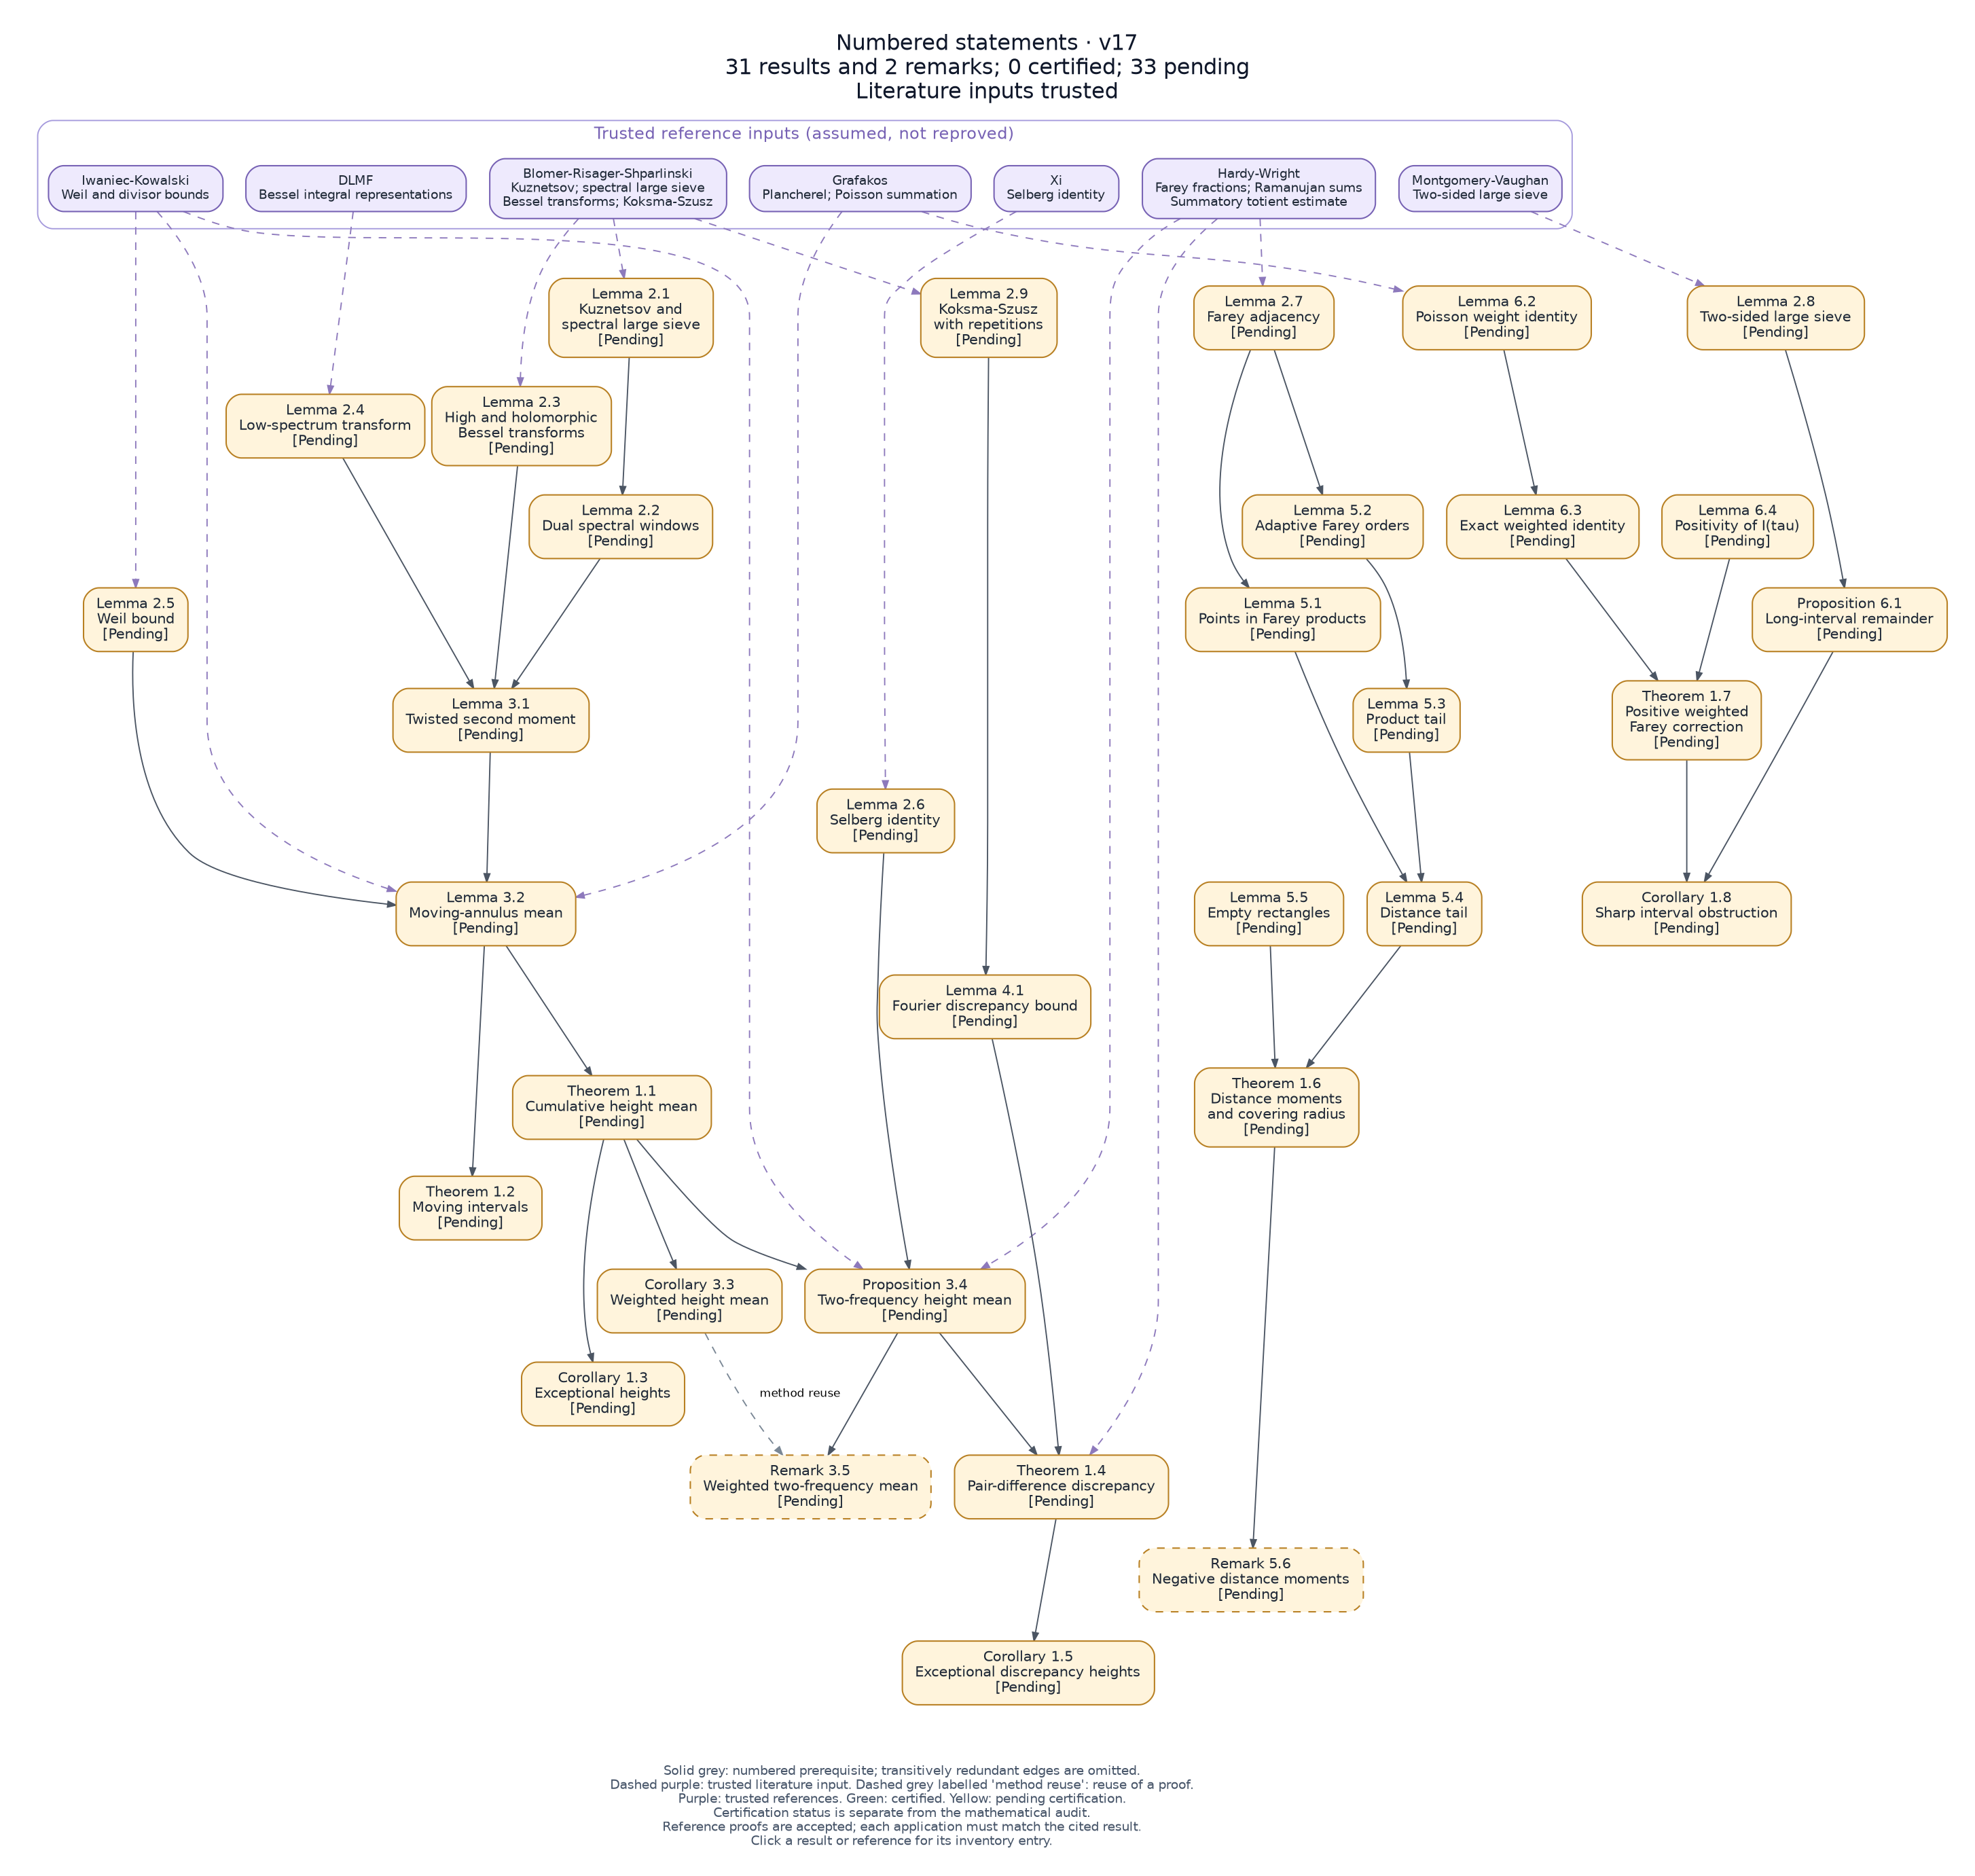 Numbered statements · v17
31 results and 2 remarks; 0 certified; 33 pending
Literature inputs trusted
Trusted reference inputs (assumed, not reproved)
Iwaniec-Kowalski
Weil and divisor bounds
DLMF
Bessel integral representations
Blomer-Risager-Shparlinski
Kuznetsov; spectral large sieve
Bessel transforms; Koksma-Szusz
Grafakos
Plancherel; Poisson summation
Xi
Selberg identity
Hardy-Wright
Farey fractions; Ramanujan sums
Summatory totient estimate
Montgomery-Vaughan
Two-sided large sieve
Lemma 2.1
Kuznetsov and
spectral large sieve
[Pending]
Lemma 2.9
Koksma-Szusz
with repetitions
[Pending]
Lemma 2.7
Farey adjacency
[Pending]
Lemma 6.2
Poisson weight identity
[Pending]
Lemma 2.8
Two-sided large sieve
[Pending]
Lemma 2.4
Low-spectrum transform
[Pending]
Lemma 2.3
High and holomorphic
Bessel transforms
[Pending]
Lemma 2.2
Dual spectral windows
[Pending]
Lemma 5.2
Adaptive Farey orders
[Pending]
Lemma 6.3
Exact weighted identity
[Pending]
Lemma 6.4
Positivity of I(tau)
[Pending]
Lemma 2.5
Weil bound
[Pending]
Lemma 5.1
Points in Farey products
[Pending]
Proposition 6.1
Long-interval remainder
[Pending]
Lemma 3.1
Twisted second moment
[Pending]
Lemma 5.3
Product tail
[Pending]
Theorem 1.7
Positive weighted
Farey correction
[Pending]
Lemma 2.6
Selberg identity
[Pending]
Lemma 3.2
Moving-annulus mean
[Pending]
Lemma 5.5
Empty rectangles
[Pending]
Lemma 5.4
Distance tail
[Pending]
Corollary 1.8
Sharp interval obstruction
[Pending]
Lemma 4.1
Fourier discrepancy bound
[Pending]
Theorem 1.1
Cumulative height mean
[Pending]
Theorem 1.6
Distance moments
and covering radius
[Pending]
Theorem 1.2
Moving intervals
[Pending]
Corollary 3.3
Weighted height mean
[Pending]
Proposition 3.4
Two-frequency height mean
[Pending]
Corollary 1.3
Exceptional heights
[Pending]
method reuse
Remark 3.5
Weighted two-frequency mean
[Pending]
Theorem 1.4
Pair-difference discrepancy
[Pending]
Remark 5.6
Negative distance moments
[Pending]
Corollary 1.5
Exceptional discrepancy heights
[Pending]
Solid grey: numbered prerequisite; transitively redundant edges are omitted.
Dashed purple: trusted literature input. Dashed grey labelled 'method reuse': reuse of a proof.
Purple: trusted references. Green: certified. Yellow: pending certification.
Certification status is separate from the mathematical audit.
Reference proofs are accepted; each application must match the cited result.
Click a result or reference for its inventory entry.